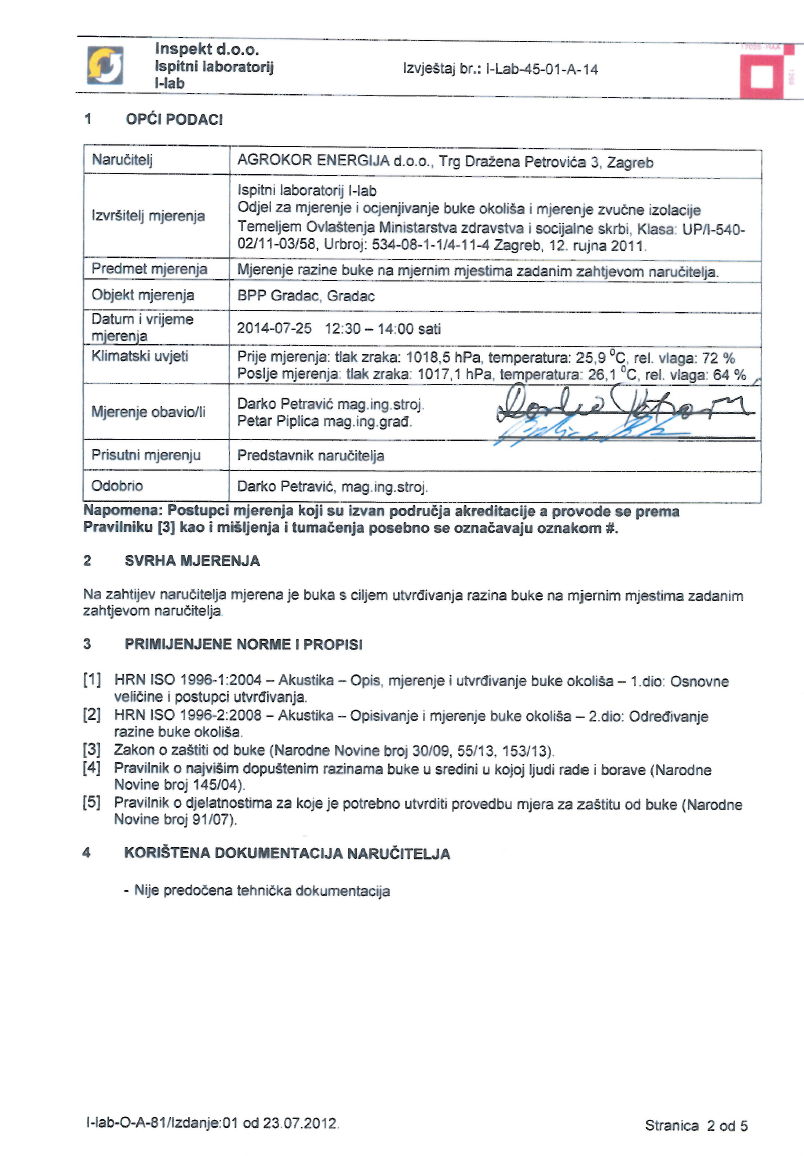 Inspekt d.o.o.
Ispitni laboratorij
I-lab
Izvještaj br.: I-Lab-45-01-A-14
1 OPĆI PODACI
Naručitelj AGROKOR ENERGIJA d.o.o., Trg Dražena Petrovića 3, Zagreb
Izvršitelj mjerenja
Ispitni laboratorij I-lab
Odjel za mjerenje i ocjenjivanje buke okoliša i mjerenje zvučne izolacije
Temeljem Ovlaštenja Ministarstva zdravstva i socijalne skrbi, Klasa: UP/I-540-
02/11-03/58, Urbroj: 534-08-1-1/4-11-4 Zagreb, 12. rujna 2011.
Predmet mjerenja Mjerenje razine buke na mjernim mjestima zadanim zahtjevom naručitelja.
Objekt mjerenja BPP Gradac, Gradac
Datum i vrijeme
mjerenja
2014-07-25 12:30 – 14:00 sati
Klimatski uvjeti Prije mjerenja: tlak zraka: 1018,5 hPa, temperatura: 25,9 ⁰C, rel. vlaga: 72 %
Poslje mjerenja: tlak zraka: 1017,1 hPa, temperatura: 26,1 ⁰C, rel. vlaga: 64 %
Mjerenje obavio/li
Darko Petravić mag.ing.stroj.
Petar Piplica mag.ing.građ.
Prisutni mjerenju Predstavnik naručitelja
Odobrio Darko Petravić, mag.ing.stroj.
Napomena: Postupci mjerenja koji su izvan područja akreditacije a provode se prema
Pravilniku [3] kao i mišljenja i tumačenja posebno se označavaju oznakom #.
2 SVRHA MJERENJA
Na zahtijev naručitelja mjerena je buka s ciljem utvrđivanja razina buke na mjernim mjestima zadanim
zahtjevom naručitelja.
3 PRIMIJENJENE NORME I PROPISI
[1] HRN ISO 1996-1:2004 – Akustika – Opis, mjerenje i utvrđivanje buke okoliša – 1.dio: Osnovne
veličine i postupci utvrđivanja.
[2] HRN ISO 1996-2:2008 – Akustika – Opisivanje i mjerenje buke okoliša – 2.dio: Određivanje
razine buke okoliša.
[3] Zakon o zaštiti od buke (Narodne Novine broj 30/09, 55/13, 153/13).
[4] Pravilnik o najvišim dopuštenim razinama buke u sredini u kojoj ljudi rade i borave (Narodne
Novine broj 145/04).
[5] Pravilnik o djelatnostima za koje je potrebno utvrditi provedbu mjera za zaštitu od buke (Narodne
Novine broj 91/07).
4 KORIŠTENA DOKUMENTACIJA NARUČITELJA
- Nije predočena tehnička dokumentacija
I-lab-O-A-81/Izdanje:01 od 23.07.2012.
Stranica 2 od 5